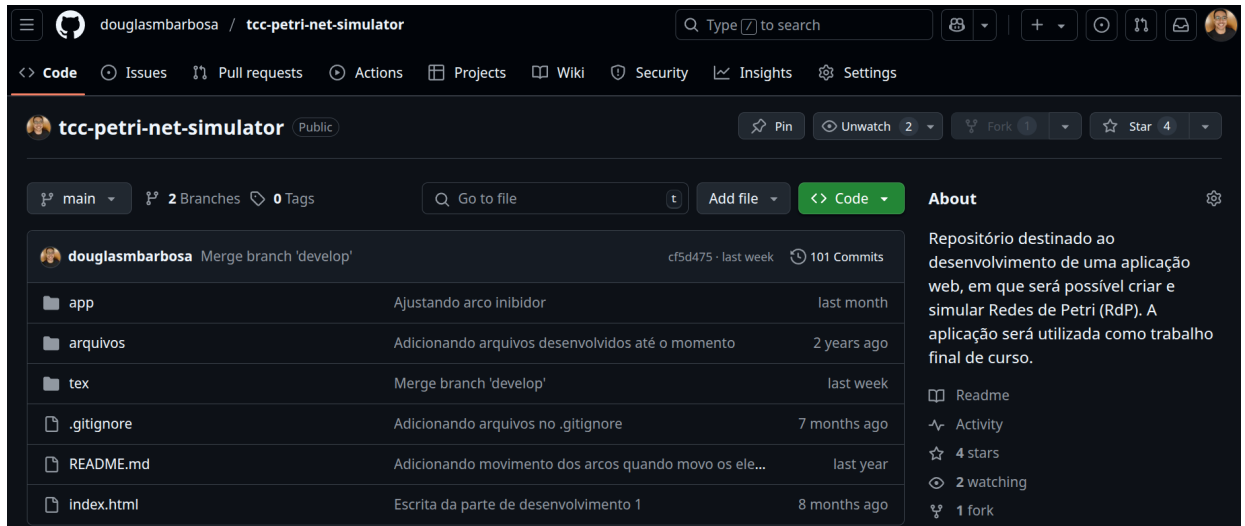 douglasmbarbosa / tcc-petri-net-simulator
Type / to search
Code Issues Pull requests Actions Projects Wiki Security Insights Settings
tcc-petri-net-simulator Public
Pin Unwatch 2 Fork 1 Star 4
main 2 Branches 0 Tags
Go to file t
Add file Code
douglasmbarbosa Merge branch 'develop' cf5d475 · last week 101 Commits
app Ajustando arco inibidor last month
arquivos Adicionando arquivos desenvolvidos até o momento 2 years ago
tex Merge branch 'develop' last week
.gitignore Adicionando arquivos no .gitignore 7 months ago
README.md Adicionando movimento dos arcos quando movo os ele... last year
index.html Escrita da parte de desenvolvimento 1 8 months ago
About
Repositório destinado ao
desenvolvimento de uma aplicação
web, em que será possível criar e
simular Redes de Petri (RdP). A
aplicação será utilizada como trabalho
final de curso.
Readme
Activity
4 stars
2 watching
1 fork